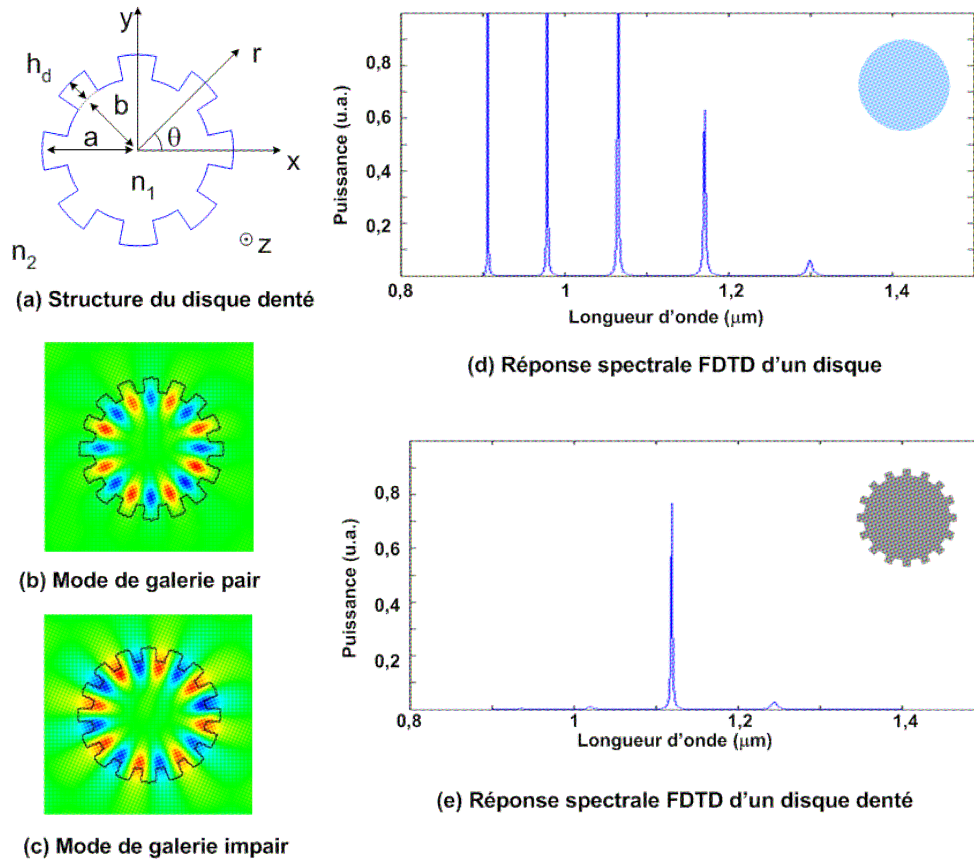 y
r
h_d
b
a
θ
x
n_1
n_2
z
(a) Structure du disque denté
(b) Mode de galerie pair
(c) Mode de galerie impair
Puissance (u.a.)
0,8
0,6
0,4
0,2
0,8
1
1,2
1,4
Longueur d'onde (μm)
(d) Réponse spectrale FDTD d'un disque
Puissance (u.a.)
0,8
0,6
0,4
0,2
0,8
1
1,2
1,4
Longueur d'onde (μm)
(e) Réponse spectrale FDTD d'un disque denté